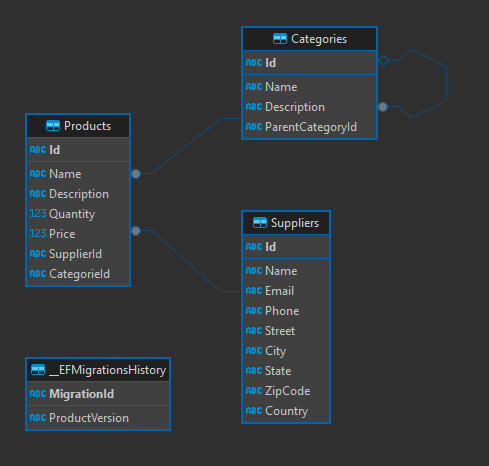 Categories
ABC Id
ABC Name
ABC Description
ABC ParentCategoryId
Products
ABC Id
ABC Name
ABC Description
123 Quantity
123 Price
ABC SupplierId
ABC CategorieId
Suppliers
ABC Id
ABC Name
ABC Email
ABC Phone
ABC Street
ABC City
ABC State
ABC ZipCode
ABC Country
__EFMigrationsHistory
ABC MigrationId
ABC ProductVersion